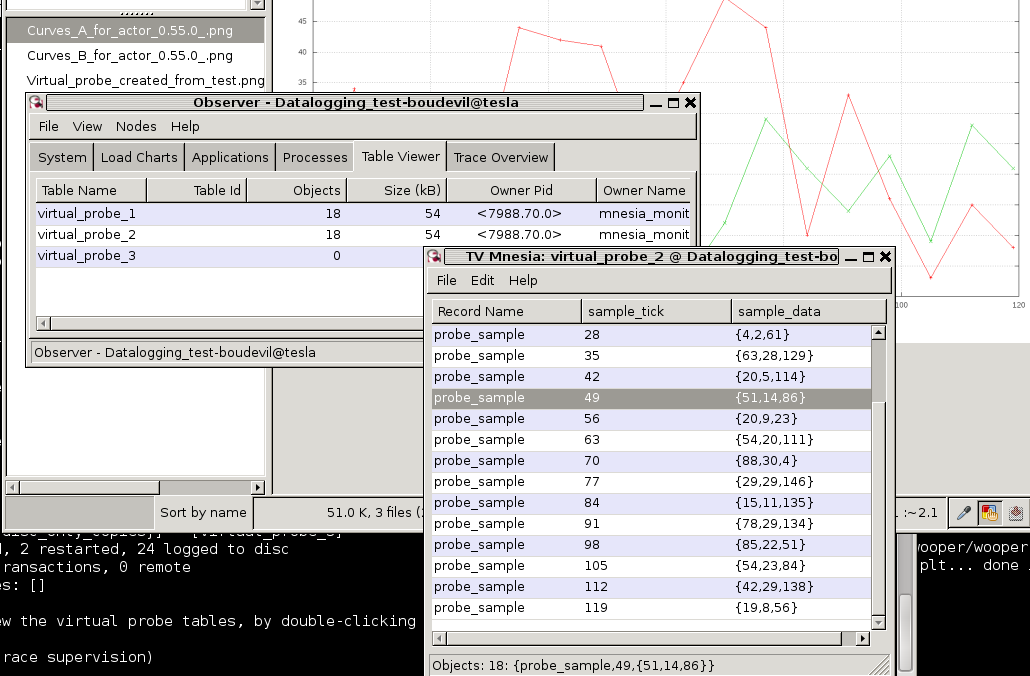 Curves_A_for_actor_0.55.0_.png
Curves_B_for_actor_0.55.0_.png
Virtual_probe_created_from_test.png
45
40
35
100
120
Observer - Datalogging_test-boudevil@tesla
File View Nodes Help
System Load Charts Applications Processes Table Viewer Trace Overview
Table Name Table Id Objects Size (kB) Owner Pid Owner Name
virtual_probe_1 18 54 <7988.70.0> mnesia_monit
virtual_probe_2 18 54 <7988.70.0> mnesia_monit
virtual_probe_3 0
Observer - Datalogging_test-boudevil@tesla
TV Mnesia: virtual_probe_2 @ Datalogging_test-bo
File Edit Help
Record Name sample_tick sample_data
probe_sample 28 {4,2,61}
probe_sample 35 {63,28,129}
probe_sample 42 {20,5,114}
probe_sample 49 {51,14,86}
probe_sample 56 {20,9,23}
probe_sample 63 {54,20,111}
probe_sample 70 {88,30,4}
probe_sample 77 {29,29,146}
probe_sample 84 {15,11,135}
probe_sample 91 {78,29,134}
probe_sample 98 {85,22,51}
probe_sample 105 {54,23,84}
probe_sample 112 {42,29,138}
probe_sample 119 {19,8,56}
Objects: 18: {probe_sample,49,{51,14,86}}
Sort by name 51.0 K, 3 files (
:~2.1
, 2 restarted, 24 logged to disc
ransactions, 0 remote
es: []
ew the virtual probe tables, by double-clicking
race supervision)
wooper/wooper
plt... done